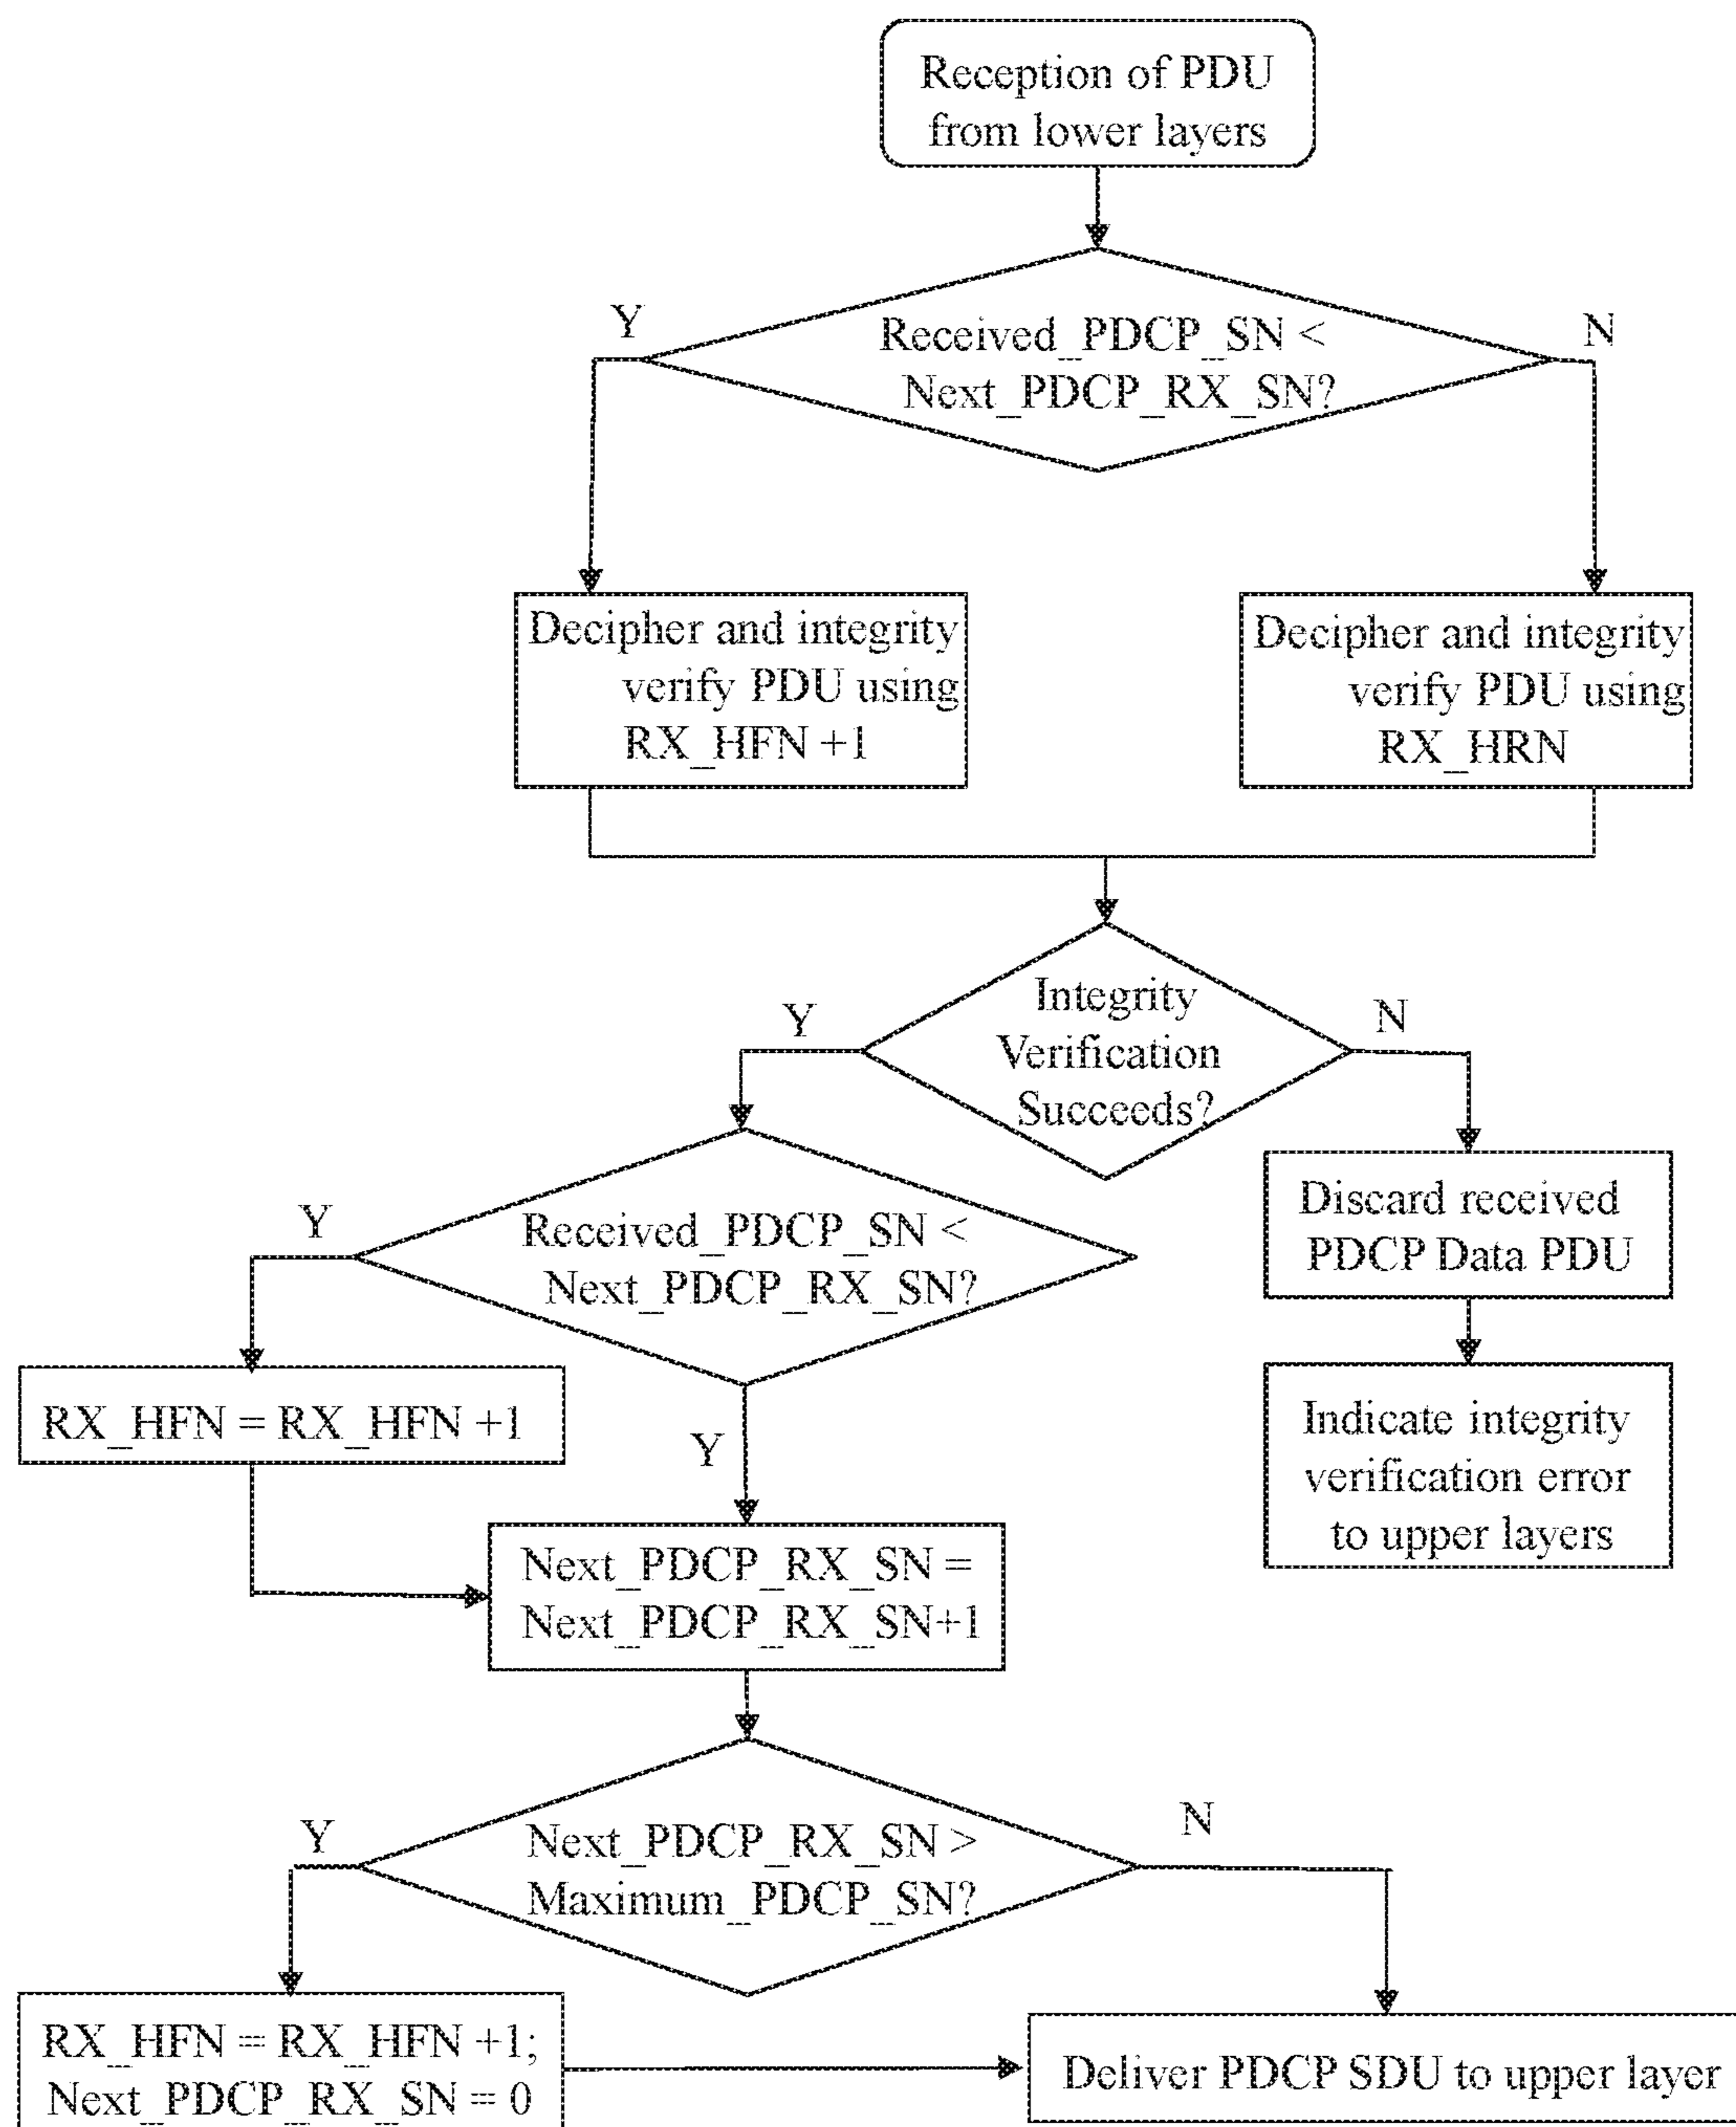 Reception of PDU
from lower layers
Y
N
Received_PDCP_SN <
Next_PDCP_RX_SN?
Decipher and integrity
verify PDU using
RX_HFN +1
Decipher and integrity
verify PDU using
RX_HRN
Y
N
Integrity
Verification
Succeeds?
Y
Received_PDCP_SN <
Next_PDCP_RX_SN?
Discard received
PDCP Data PDU
RX_HFN = RX_HFN +1
Y
Indicate integrity
verification error
to upper layers
Next_PDCP_RX_SN =
Next_PDCP_RX_SN+1
Y
N
Next_PDCP_RX_SN >
Maximum_PDCP_SN?
RX_HFN = RX_HFN +1;
Next_PDCP_RX_SN = 0
Deliver PDCP SDU to upper layer